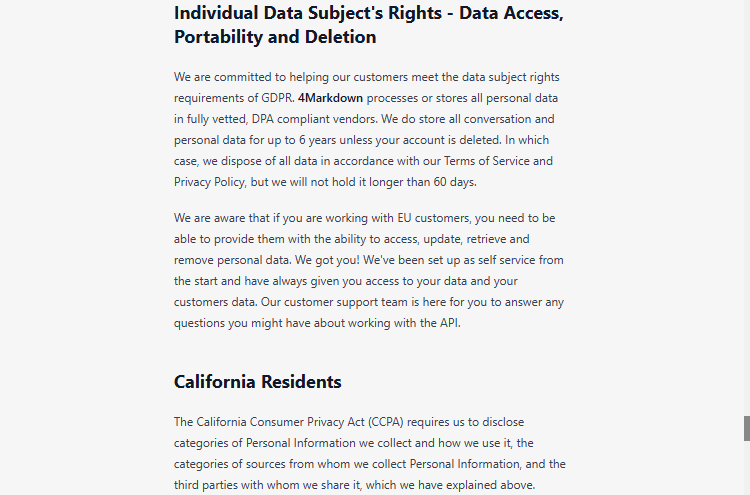 Individual Data Subject's Rights - Data Access,
Portability and Deletion
We are committed to helping our customers meet the data subject rights
requirements of GDPR. 4Markdown processes or stores all personal data
in fully vetted, DPA compliant vendors. We do store all conversation and
personal data for up to 6 years unless your account is deleted. In which
case, we dispose of all data in accordance with our Terms of Service and
Privacy Policy, but we will not hold it longer than 60 days.
We are aware that if you are working with EU customers, you need to be
able to provide them with the ability to access, update, retrieve and
remove personal data. We got you! We've been set up as self service from
the start and have always given you access to your data and your
customers data. Our customer support team is here for you to answer any
questions you might have about working with the API.
California Residents
The California Consumer Privacy Act (CCPA) requires us to disclose
categories of Personal Information we collect and how we use it, the
categories of sources from whom we collect Personal Information, and the
third parties with whom we share it, which we have explained above.